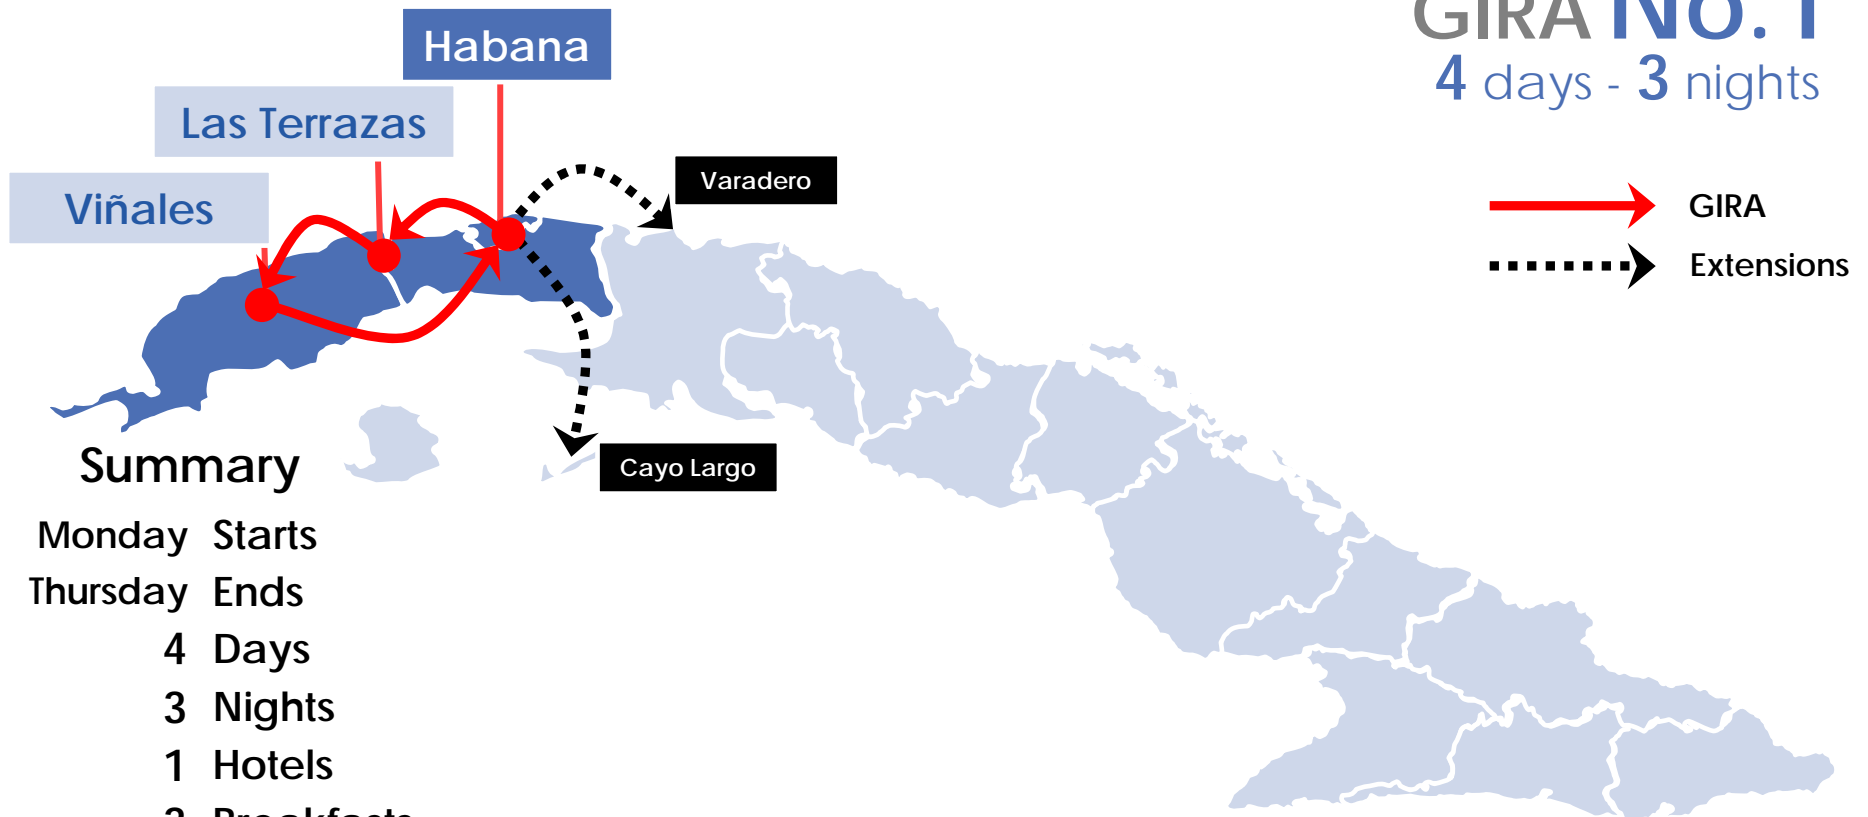 GIRA No. 1
4 days - 3 nights
Habana
Las Terrazas
Viñales
Varadero
Cayo Largo
GIRA
Extensions
Summary
Monday Starts
Thursday Ends
4 Days
3 Nights
1 Hotels
Breakfasts